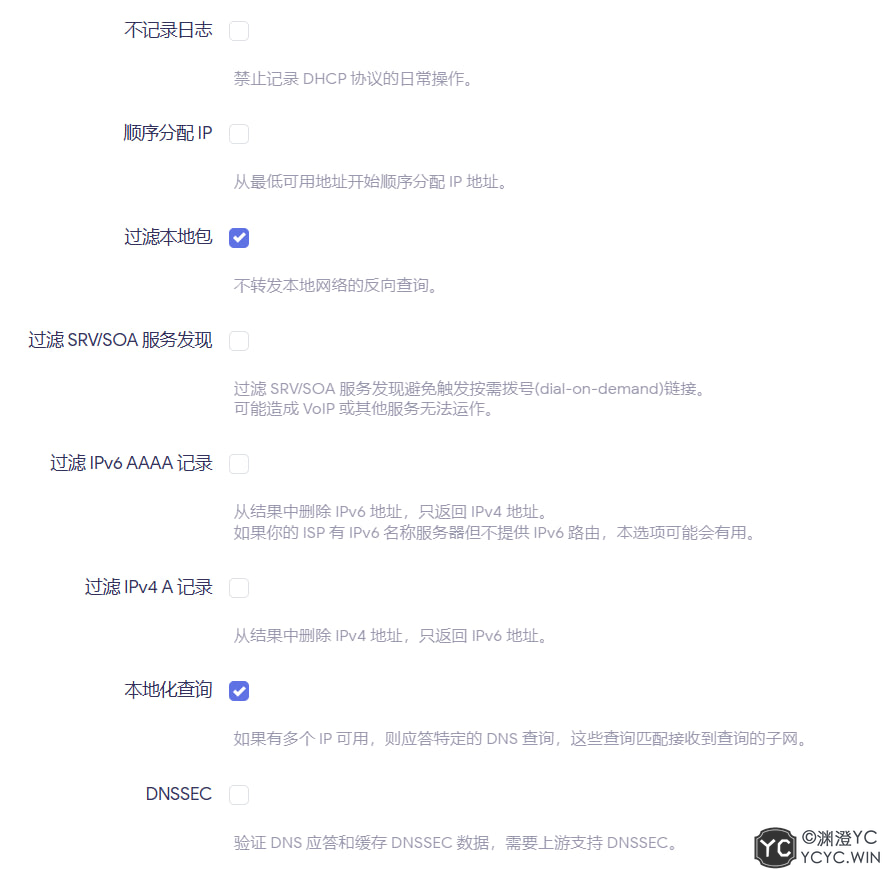 不记录日志
禁止记录 DHCP 协议的日常操作。
顺序分配 IP
从最低可用地址开始顺序分配 IP 地址。
过滤本地包
不转发本地网络的反向查询。
过滤 SRV/SOA 服务发现
过滤 SRV/SOA 服务发现避免触发按需拨号(dial-on-demand)链接。
可能造成 VoIP 或其他服务无法运作。
过滤 IPv6 AAAA 记录
从结果中删除 IPv6 地址，只返回 IPv4 地址。
如果你的 ISP 有 IPv6 名称服务器但不提供 IPv6 路由，本选项可能会有用。
过滤 IPv4 A 记录
从结果中删除 IPv4 地址，只返回 IPv6 地址。
本地化查询
如果有多个 IP 可用，则应答特定的 DNS 查询，这些查询匹配接收到查询的子网。
DNSSEC
验证 DNS 应答和缓存 DNSSEC 数据，需要上游支持 DNSSEC。
YC
©渊澄YC
YCYC.WIN